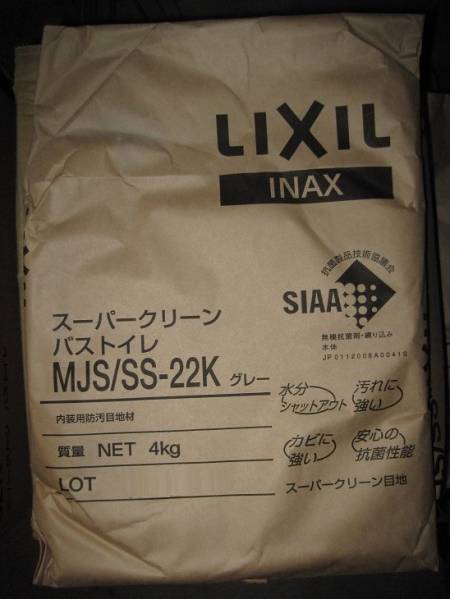 LIXIL
INAX
抗菌製品技術協議会
SIAA
無機抗菌剤・練り込み
本体
JP0112008A0041S
スーパークリーン
バストイレ
MJS/SS-22K グレー
内装用防汚目地材
質量 NET 4kg
LOT
水分
シャットアウト
汚れに
強い
カビに
強い
安心の
抗菌性能
スーパークリーン目地